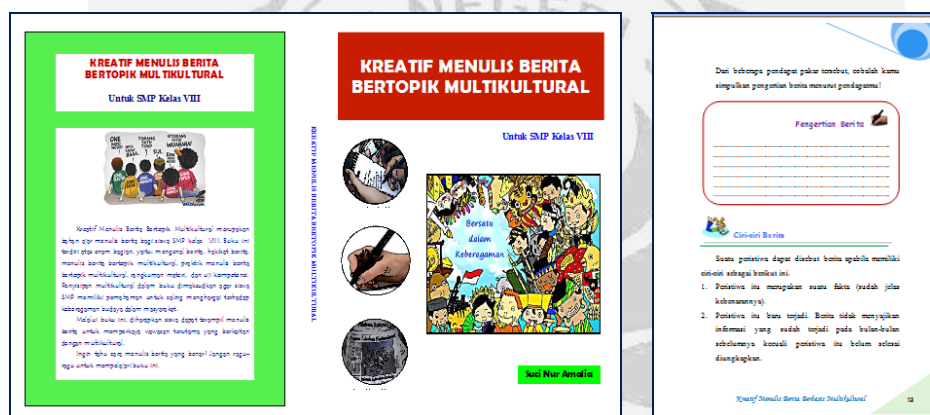 KREATIF MENULIS BERITA
BERTOPIK MULTIKULTURAL
Untuk SMP Kelas VIII
Kreatif Menulis Berita Bertopik Multikultural merupakan
bahan ajar menulis berita bagi siswa SMP kelas VIII. Buku ini
terdiri atas enam bagian, yaitu mengenai berita, hakikat berita,
menulis berita bertopik multikultural, praktik menulis berita
bertopik multikultural, rangkuman materi, dan uji kompetensi.
Penyisipan multikultural dalam buku dimaksudkan agar siswa
SMP memiliki pemahaman untuk saling menghargai terhadap
keberagaman budaya dalam masyarakat.
Melalui buku ini, diharapkan siswa dapat terampil menulis
berita untuk memperkaya wawasan terutama yang berkaitan
dengan multikultural.
Ingin tahu cara menulis berita yang benar? Jangan ragu-
ragu untuk mempelajari buku ini.
KREATIF MENULIS BERITA BERTOPIK MULTIKULTURAL
KREATIF MENULIS BERITA
BERTOPIK MULTIKULTURAL
Untuk SMP Kelas VIII
Bersatu
dalam
Keberagaman
Suci Nur Amalia
Dari beberapa pendapat pakar tersebut, cobalah kamu
simpulkan pengertian berita menurut pendapatmu!
Pengertian Berita
Ciri-ciri Berita
Suatu peristiwa dapat disebut berita apabila memiliki
ciri-ciri sebagai berikut ini.
1. Peristiwa itu merupakan suatu fakta (sudah jelas
kebenarannya).
2. Peristiwa itu baru terjadi. Berita tidak menyajikan
informasi yang sudah terjadi pada bulan-bulan
sebelumnya kecuali peristiwa itu belum selesai
diungkapkan.
Kreatif Menulis Berita Berbasis Multikultural
13